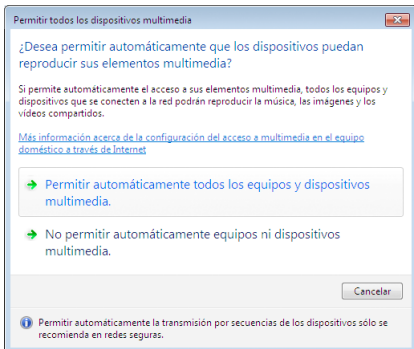 Permitir todos los dispositivos multimedia
¿Desea permitir automáticamente que los dispositivos puedan
reproducir sus elementos multimedia?
Si permite automáticamente el acceso a sus elementos multimedia, todos los equipos y
dispositivos que se conecten a la red podrán reproducir la música, las imágenes y los
vídeos compartidos.
Más información acerca de la configuración del acceso a multimedia en el equipo
doméstico a través de Internet
Permitir automáticamente todos los equipos y dispositivos
multimedia.
No permitir automáticamente equipos ni dispositivos
multimedia.
Cancelar
Permitir automáticamente la transmisión por secuencias de los dispositivos sólo se
recomienda en redes seguras.